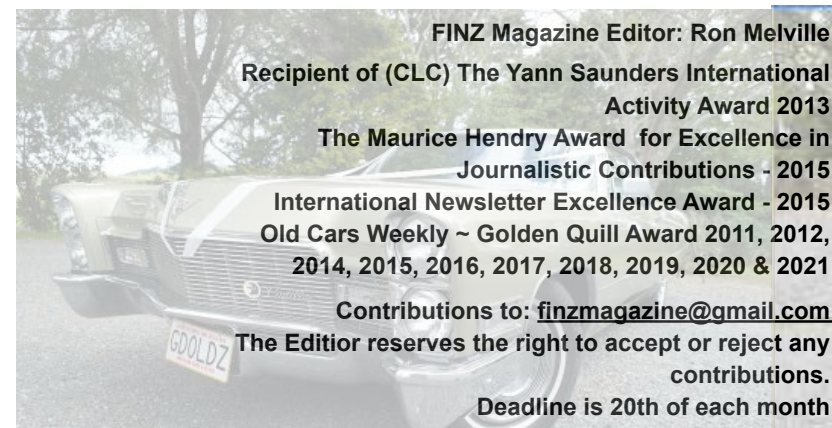 FINZ Magazine Editor: Ron Melville
Recipient of (CLC) The Yann Saunders International
Activity Award 2013
The Maurice Hendry Award for Excellence in
Journalistic Contributions - 2015
International Newsletter Excellence Award - 2015
Old Cars Weekly ~ Golden Quill Award 2011, 2012,
2014, 2015, 2016, 2017, 2018, 2019, 2020 & 2021
Contributions to: finzmagazine@gmail.com
GDOLDZ
The Editior reserves the right to accept or reject any
contributions.
Deadline is 20th of each month